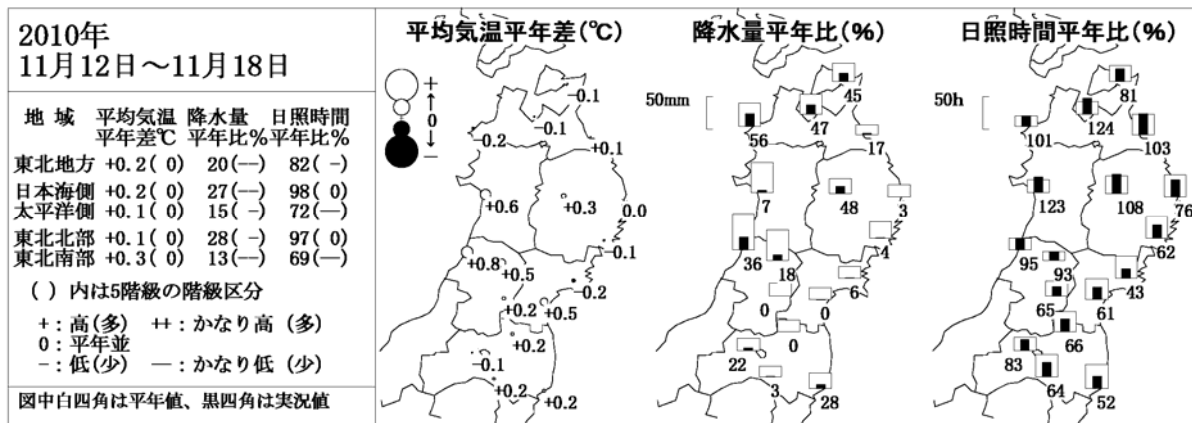 2010年
11月12日～11月18日
地 域 平均気温 降水量 日照時間
平年差℃ 平年比% 平年比%
東北地方 +0.2( 0) 20(--) 82( -)
日本海側 +0.2( 0) 27(--) 98( 0)
太平洋側 +0.1( 0) 15( -) 72(--)
東北北部 +0.1( 0) 28( -) 97( 0)
東北南部 +0.3( 0) 13(--) 69(--)
( ) 内は5階級の階級区分
+：高(多) ++：かなり高 (多)
0：平年並
-：低(少) --：かなり低 (少)
図中白四角は平年値、黒四角は実況値
平均気温平年差(℃)
+
↑
0
↓
-
-0.1
-0.1
-0.2
+0.1
+0.6
+0.3
0.0
-0.1
+0.8
+0.5
-0.2
+0.2
+0.5
+0.2
-0.1
+0.2
+0.2
降水量平年比(%)
50mm
45
47
56
17
7
48
3
4
36
18
6
0
0
0
22
3
28
日照時間平年比(%)
50h
81
124
101
103
123
108
76
62
95
93
43
65
61
66
83
64
52